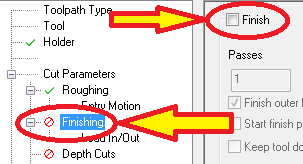 Toolpath Type
Tool
Holder
Cut Parameters
Roughing
Entry Motion
Finishing
Lead In/Out
Depth Cuts
Finish
Passes
1
Finish outer
Start finish p
Keep tool do